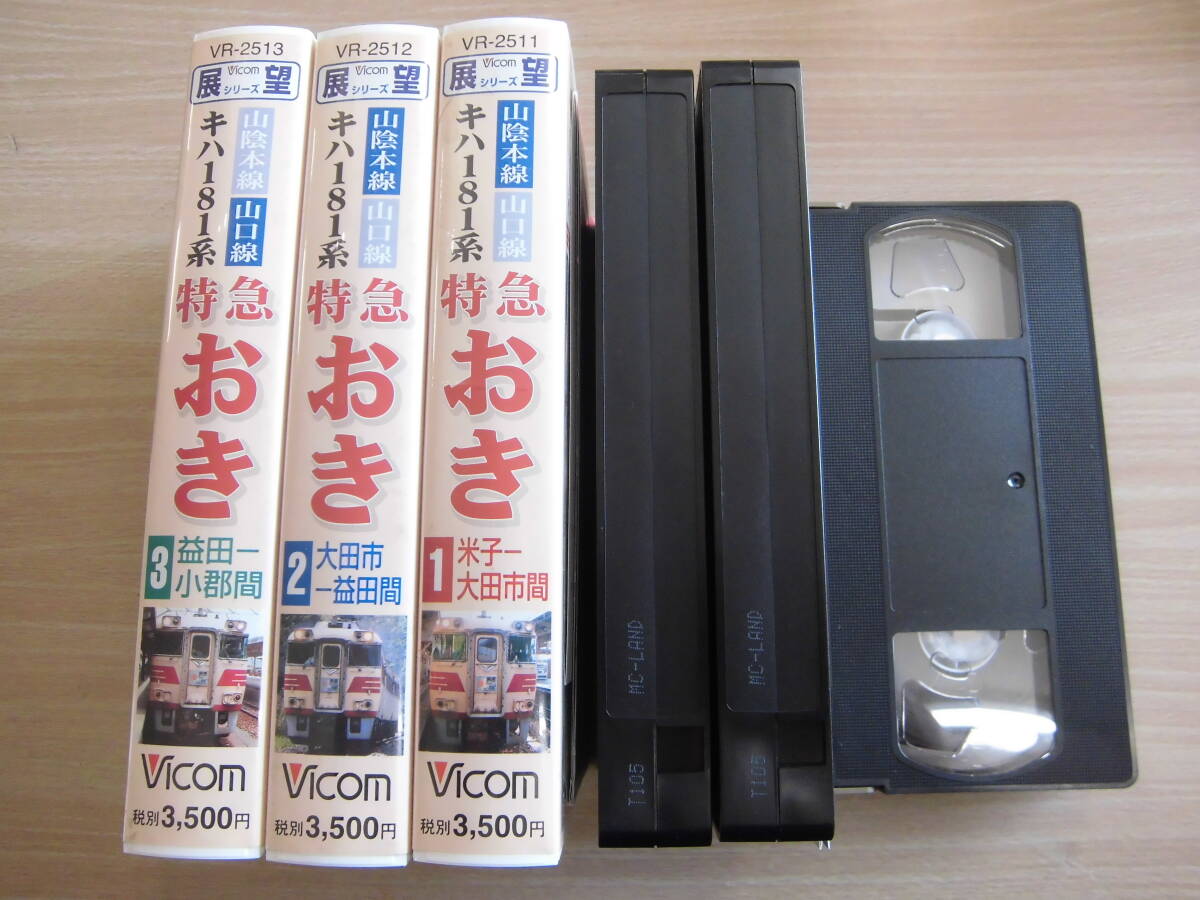 VR-2513
展 Vicom シリーズ 望
山陰本線 山口線
キハ181系
特急
おき
3 益田ー
小郡間
Vicom
税別3,500円
VR-2512
展 Vicom シリーズ 望
山陰本線 山口線
キハ181系
特急
おき
2 大田市
ー益田間
Vicom
税別3,500円
VR-2511
展 Vicom シリーズ 望
山陰本線 山口線
キハ181系
特急
おき
1 米子ー
大田市間
Vicom
税別3,500円
MC-LAND
T105
MC-LAND
T105